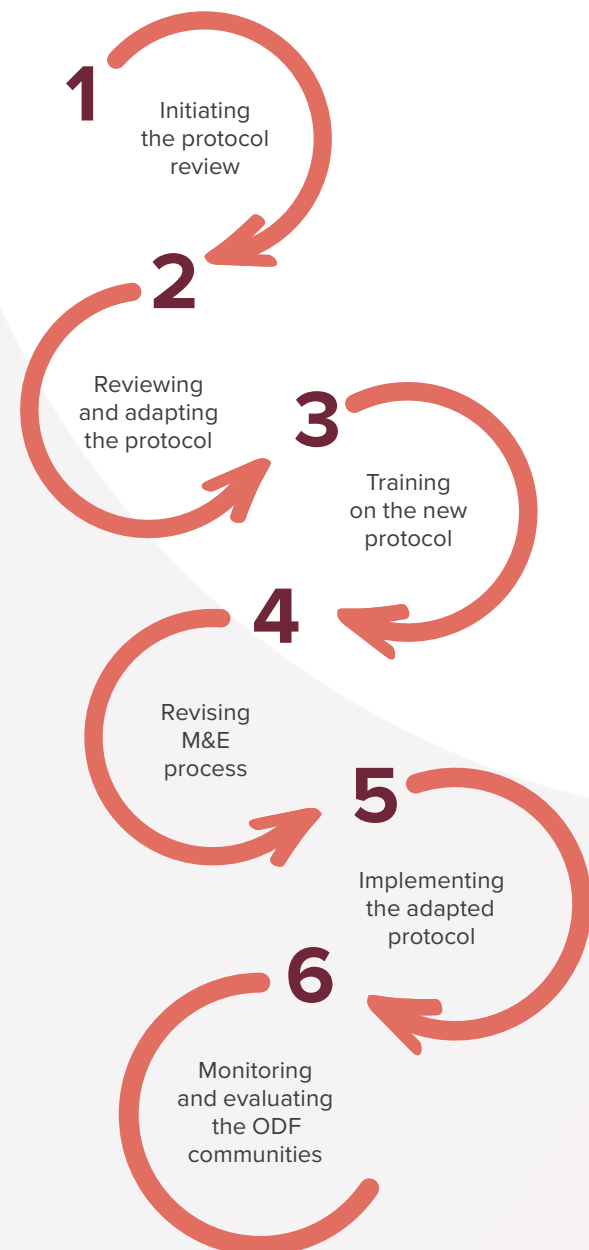 1
Initiating
the protocol
review
2
Reviewing
and adapting
the protocol
3
Training
on the new
protocol
4
Revising
M&E
process
5
Implementing
the adapted
protocol
6
Monitoring
and evaluating
the ODF
communities